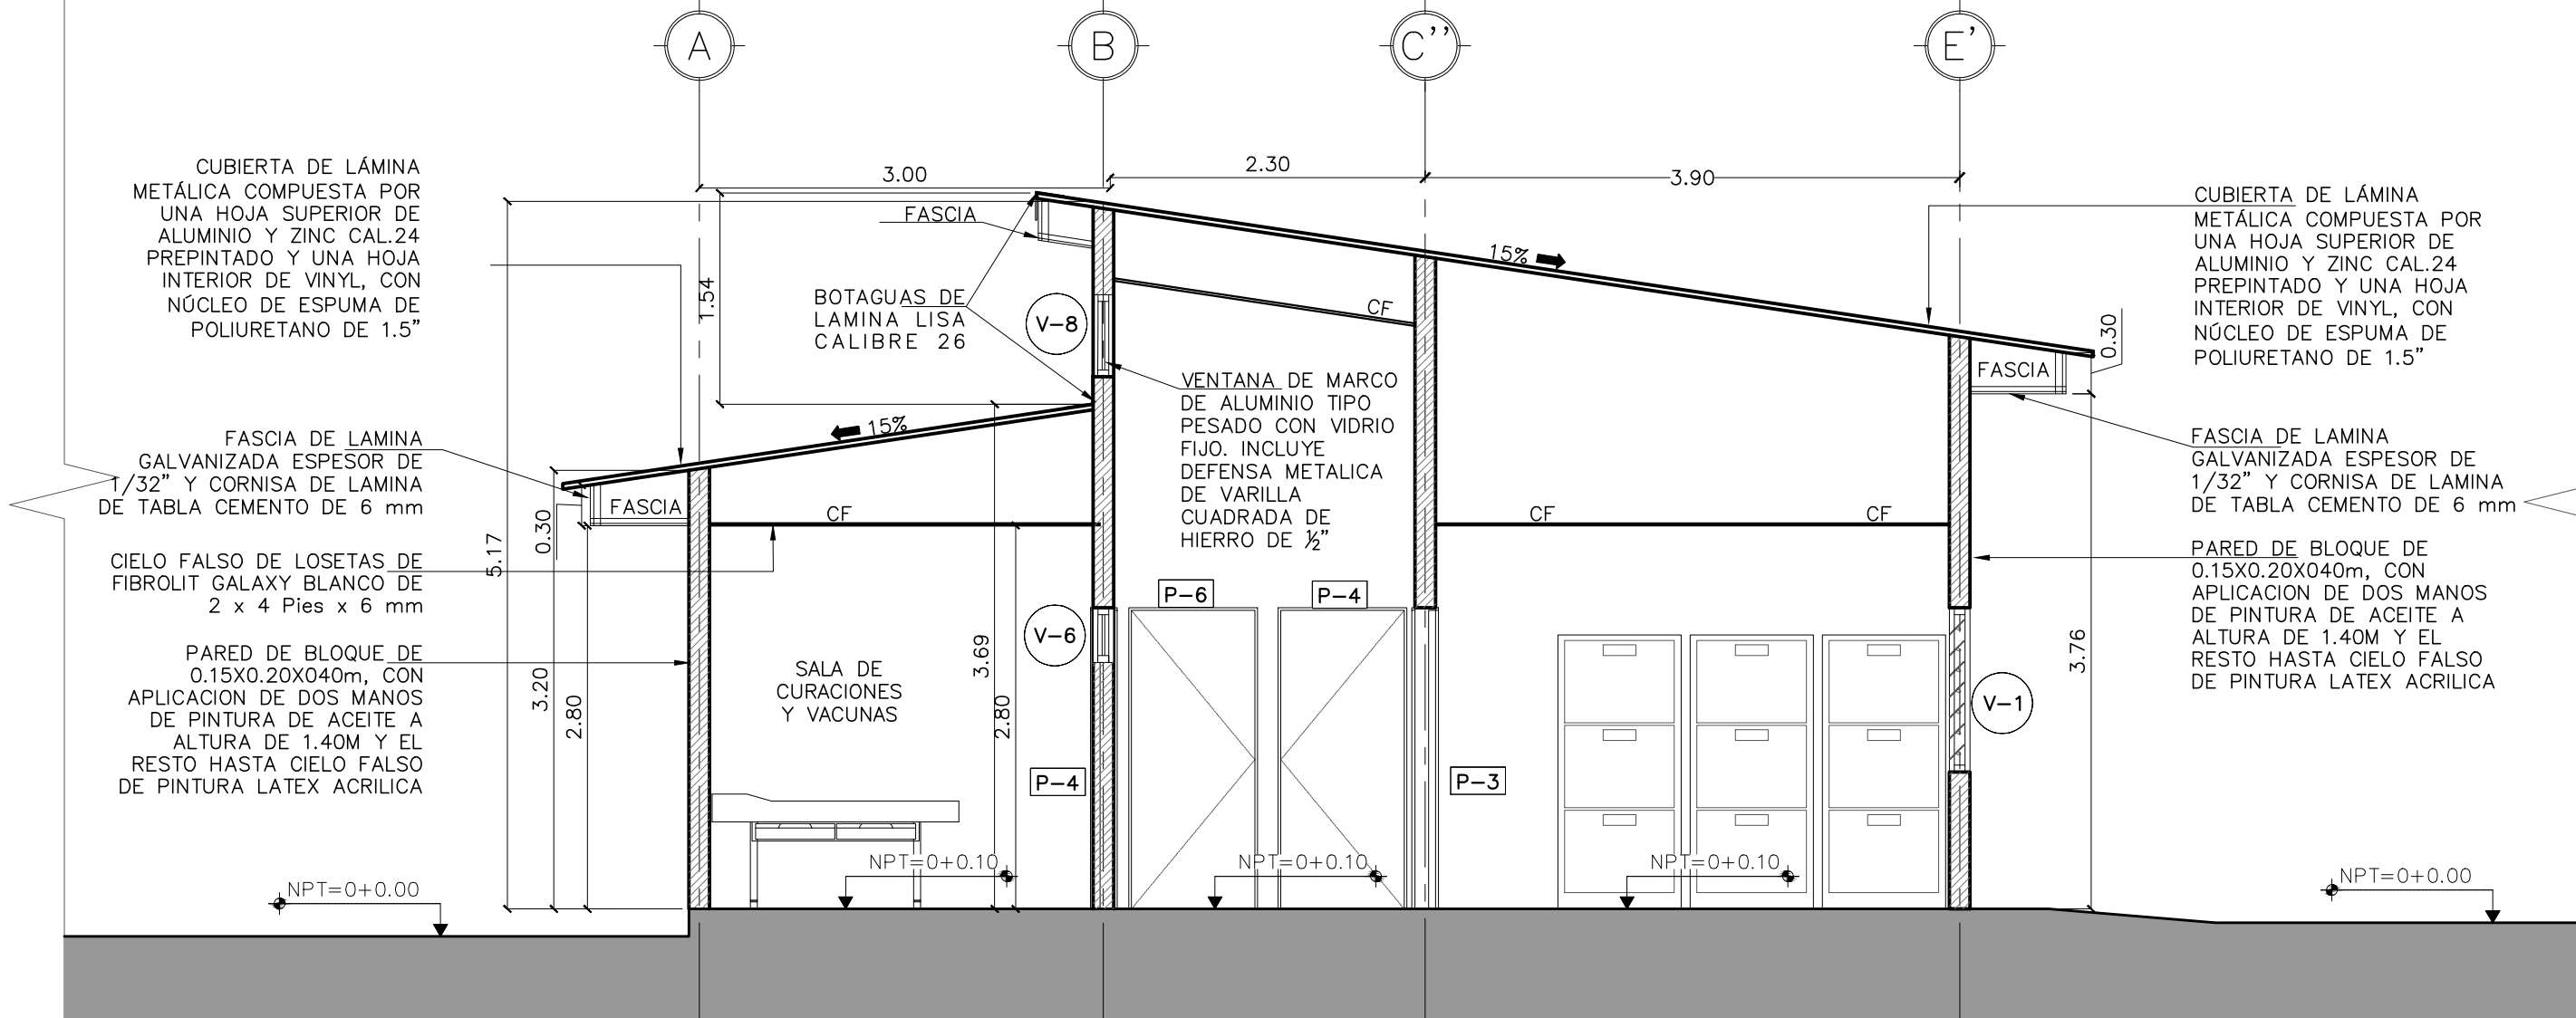 A
B
C''
E'
3.00
2.30
3.90
CUBIERTA DE LÁMINA
METÁLICA COMPUESTA POR
UNA HOJA SUPERIOR DE
ALUMINIO Y ZINC CAL.24
PREPINTADO Y UNA HOJA
INTERIOR DE VINYL, CON
NÚCLEO DE ESPUMA DE
POLIURETANO DE 1.5”
FASCIA DE LAMINA
GALVANIZADA ESPESOR DE
1/32” Y CORNISA DE LAMINA
DE TABLA CEMENTO DE 6 mm
CIELO FALSO DE LOSETAS DE
FIBROLIT GALAXY BLANCO DE
2 x 4 Pies x 6 mm
PARED DE BLOQUE DE
0.15X0.20X040m, CON
APLICACION DE DOS MANOS
DE PINTURA DE ACEITE A
ALTURA DE 1.40M Y EL
RESTO HASTA CIELO FALSO
DE PINTURA LATEX ACRILICA
NPT=0+0.00
5.17
0.30
3.20
2.80
1.54
FASCIA
FASCIA
15%
CF
BOTAGUAS DE
LAMINA LISA
CALIBRE 26
V-8
V-6
SALA DE
CURACIONES
Y VACUNAS
3.69
2.80
P-4
NPT=0+0.10
15%
CF
VENTANA DE MARCO
DE ALUMINIO TIPO
PESADO CON VIDRIO
FIJO. INCLUYE
DEFENSA METALICA
DE VARILLA
CUADRADA DE
HIERRO DE ½”
P-6
P-4
NPT=0+0.10
P-3
CF
CF
NPT=0+0.10
V-1
FASCIA
0.30
3.76
CUBIERTA DE LÁMINA
METÁLICA COMPUESTA POR
UNA HOJA SUPERIOR DE
ALUMINIO Y ZINC CAL.24
PREPINTADO Y UNA HOJA
INTERIOR DE VINYL, CON
NÚCLEO DE ESPUMA DE
POLIURETANO DE 1.5”
FASCIA DE LAMINA
GALVANIZADA ESPESOR DE
1/32” Y CORNISA DE LAMINA
DE TABLA CEMENTO DE 6 mm
PARED DE BLOQUE DE
0.15X0.20X040m, CON
APLICACION DE DOS MANOS
DE PINTURA DE ACEITE A
ALTURA DE 1.40M Y EL
RESTO HASTA CIELO FALSO
DE PINTURA LATEX ACRILICA
NPT=0+0.00